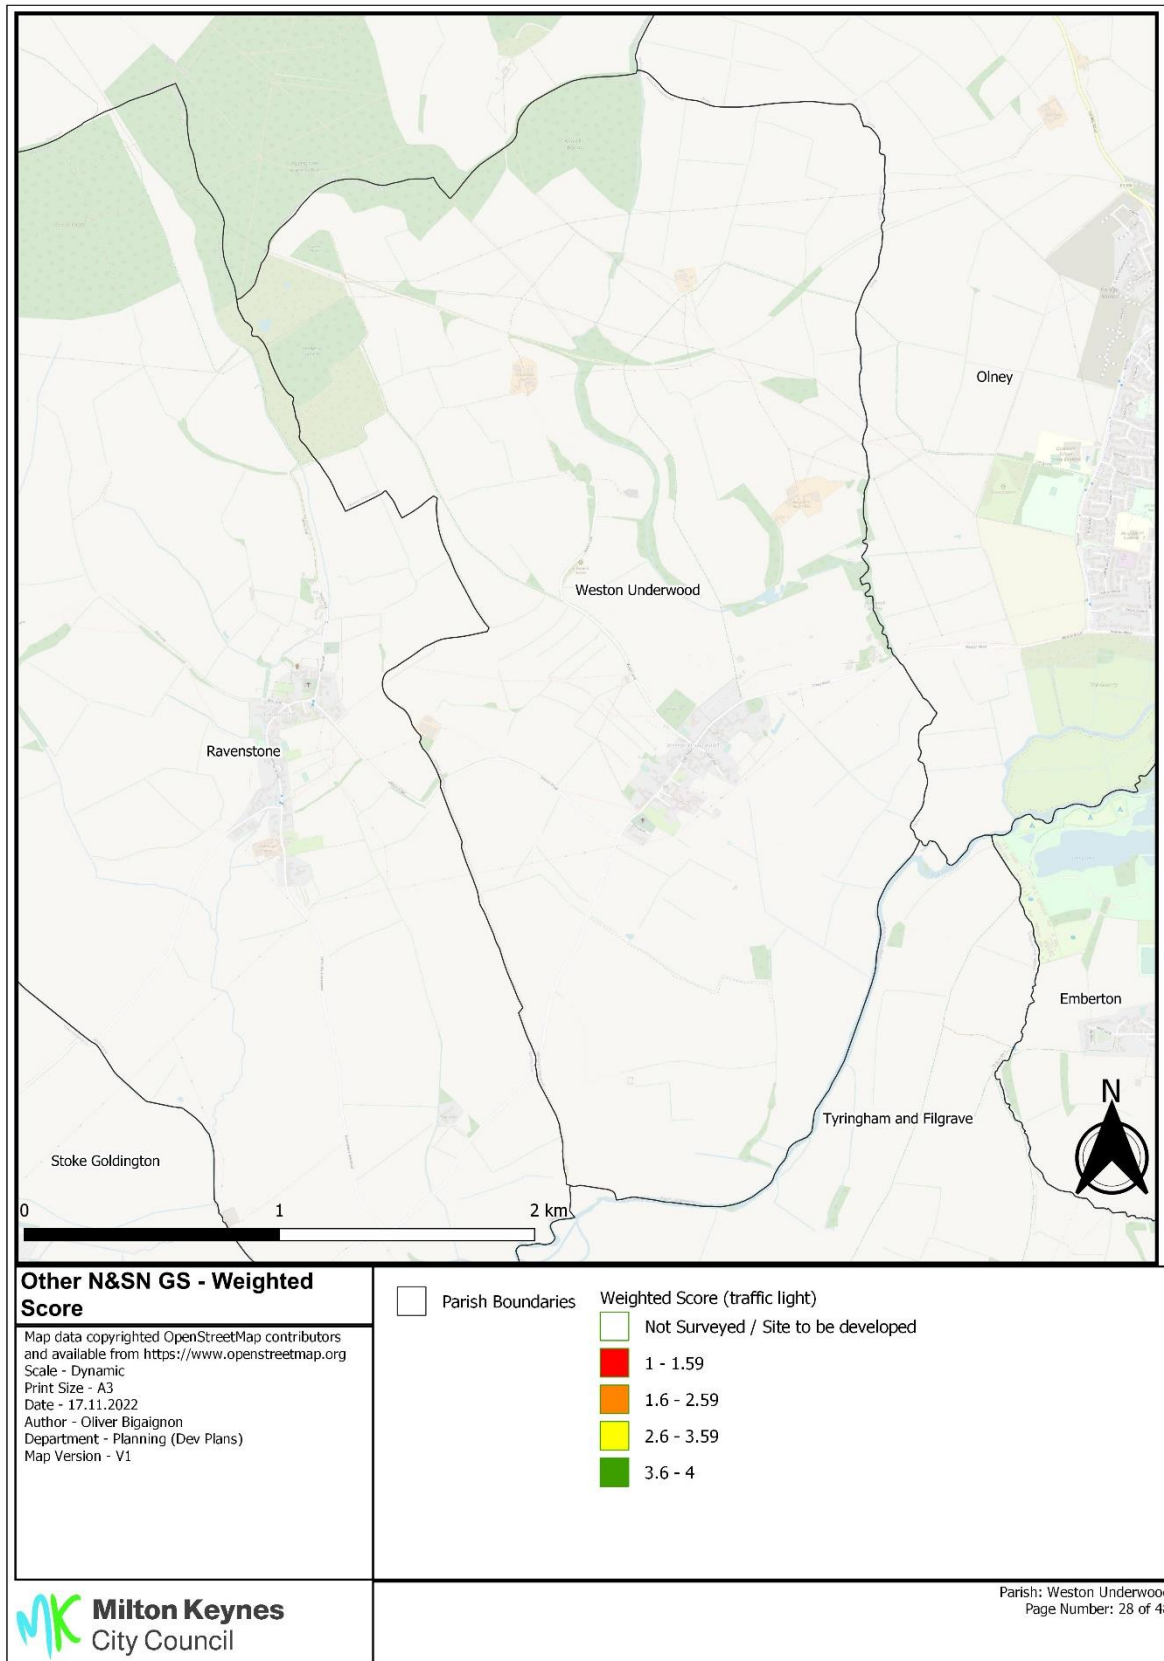 Olney
Weston Underwood
Ravenstone
Emberton
Tyringham and Filgrave
N
Stoke Goldington
0 1 2 km
Other N&SN GS - Weighted
Score
Map data copyrighted OpenStreetMap contributors
and available from https://www.openstreetmap.org
Scale - Dynamic
Print Size - A3
Date - 17.11.2022
Author - Oliver Bigaignon
Department - Planning (Dev Plans)
Map Version - V1
Parish Boundaries
Weighted Score (traffic light)
Not Surveyed / Site to be developed
1 - 1.59
1.6 - 2.59
2.6 - 3.59
3.6 - 4
MK Milton Keynes
City Council
Parish: Weston Underwood
Page Number: 28 of 48